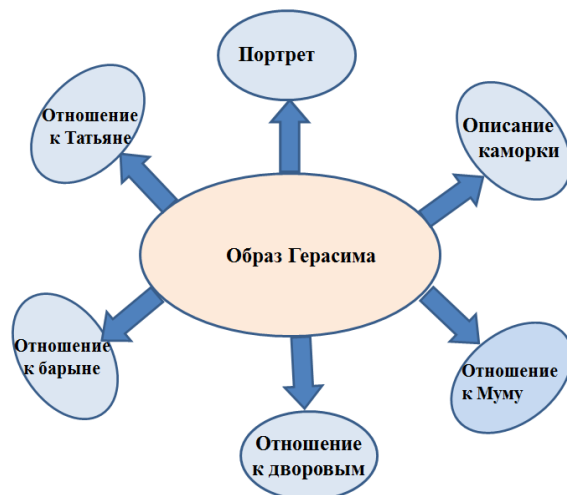 Портрет
Отношение
к Татьяне
Описание
каморки
Образ Герасима
Отношение
к барыне
Отношение
к Муму
Отношение
к дворовым